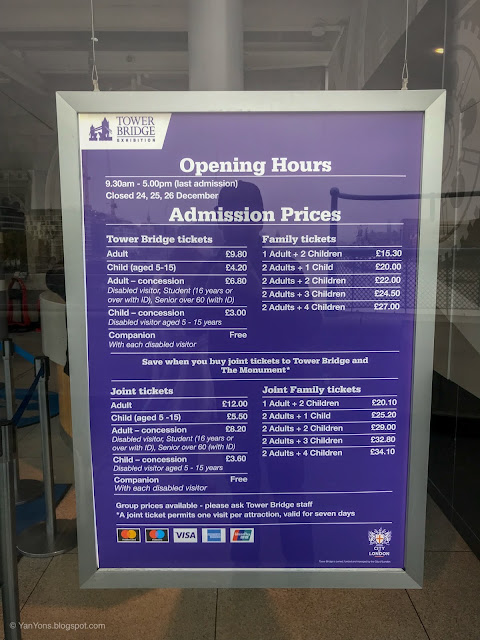 TOWER
BRIDGE
EXHIBITION
Opening Hours
9.30am - 5.00pm (last admission)
Closed 24, 25, 26 December
Admission Prices
Tower Bridge tickets
Adult £9.80
Child (aged 5-15) £4.20
Adult – concession £6.80
Disabled visitor, Student (16 years or
over with ID), Senior over 60 (with ID)
Child – concession £3.00
Disabled visitor aged 5 - 15 years
Companion Free
With each disabled visitor
Family tickets
1 Adult + 2 Children £15.30
2 Adults + 1 Child £20.00
2 Adults + 2 Children £22.00
2 Adults + 3 Children £24.50
2 Adults + 4 Children £27.00
Save when you buy joint tickets to Tower Bridge and
The Monument*
Joint tickets
Adult £12.00
Child (aged 5 -15) £5.50
Adult – concession £8.20
Disabled visitor, Student (16 years or
over with ID), Senior over 60 (with ID)
Child – concession £3.60
Disabled visitor aged 5 - 15 years
Companion Free
With each disabled visitor
Joint Family tickets
1 Adult + 2 Children £20.10
2 Adults + 1 Child £25.20
2 Adults + 2 Children £29.00
2 Adults + 3 Children £32.80
2 Adults + 4 Children £34.10
Group prices available - please ask Tower Bridge staff
*A joint ticket permits one visit per attraction, valid for seven days
VISA
CITY
OF
LONDON
© YanYons.blogspot.com